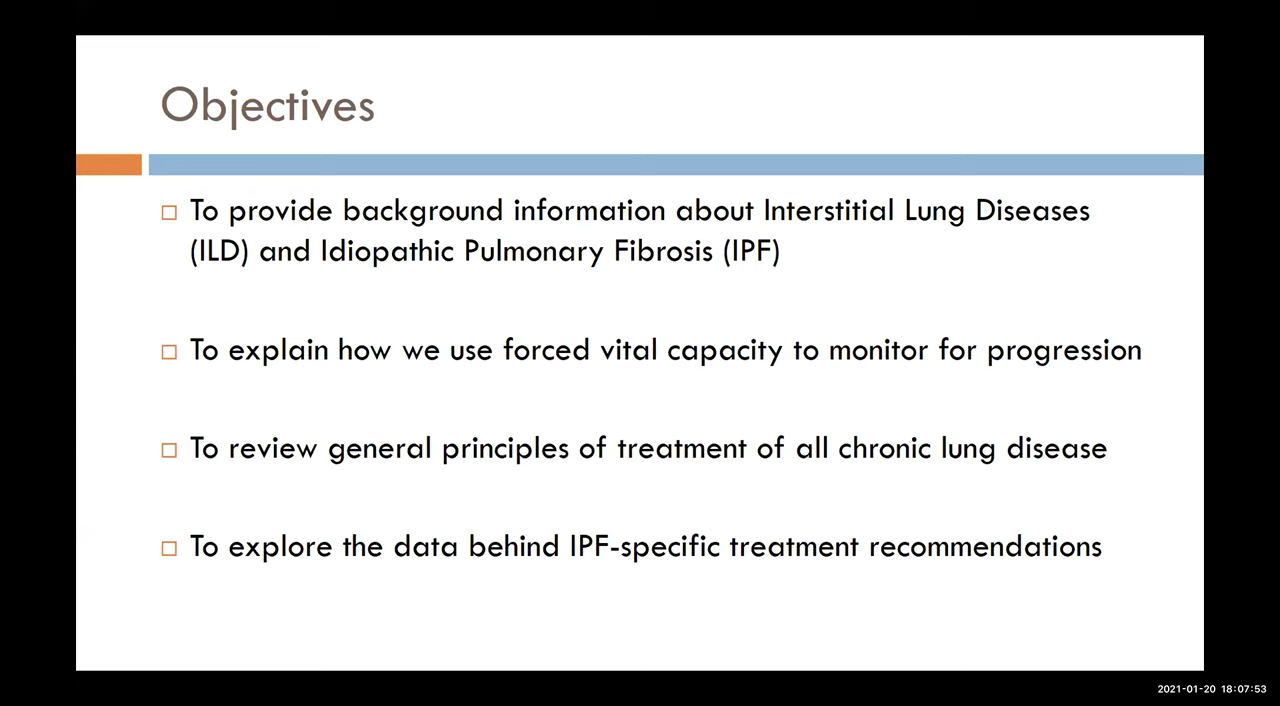 Objectives
To provide background information about Interstitial Lung Diseases
(ILD) and Idiopathic Pulmonary Fibrosis (IPF)
To explain how we use forced vital capacity to monitor for progression
To review general principles of treatment of all chronic lung disease
To explore the data behind IPF-specific treatment recommendations
2021-01-20 18:07:53